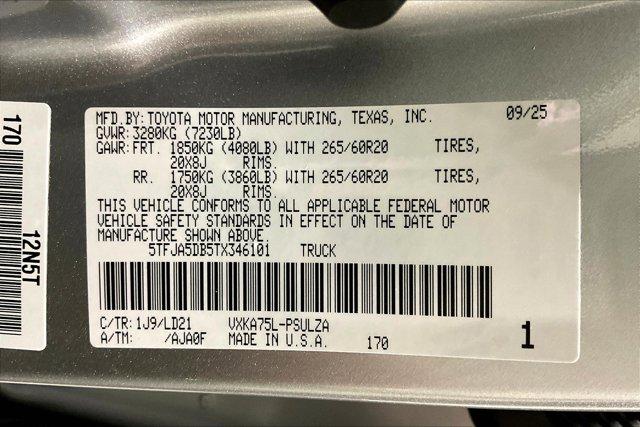 MFD.BY: TOYOTA MOTOR MANUFACTURING, TEXAS, INC. 09/25
GVWR: 3280KG (7230LB)
GAWR: FRT. 1850KG (4080LB) WITH 265/60R20 TIRES,
20X8J RIMS.
RR. 1750KG (3860LB) WITH 265/60R20 TIRES,
20X8J RIMS.
THIS VEHICLE CONFORMS TO ALL APPLICABLE FEDERAL MOTOR
VEHICLE SAFETY STANDARDS IN EFFECT ON THE DATE OF
MANUFACTURE SHOWN ABOVE.
5TFJA5DB5TX346101 TRUCK
C/TR: 1J9/LD21 VXKA75L-PSULZA
A/TM: /AJA0F MADE IN U.S.A. 170 1
170 12N5T